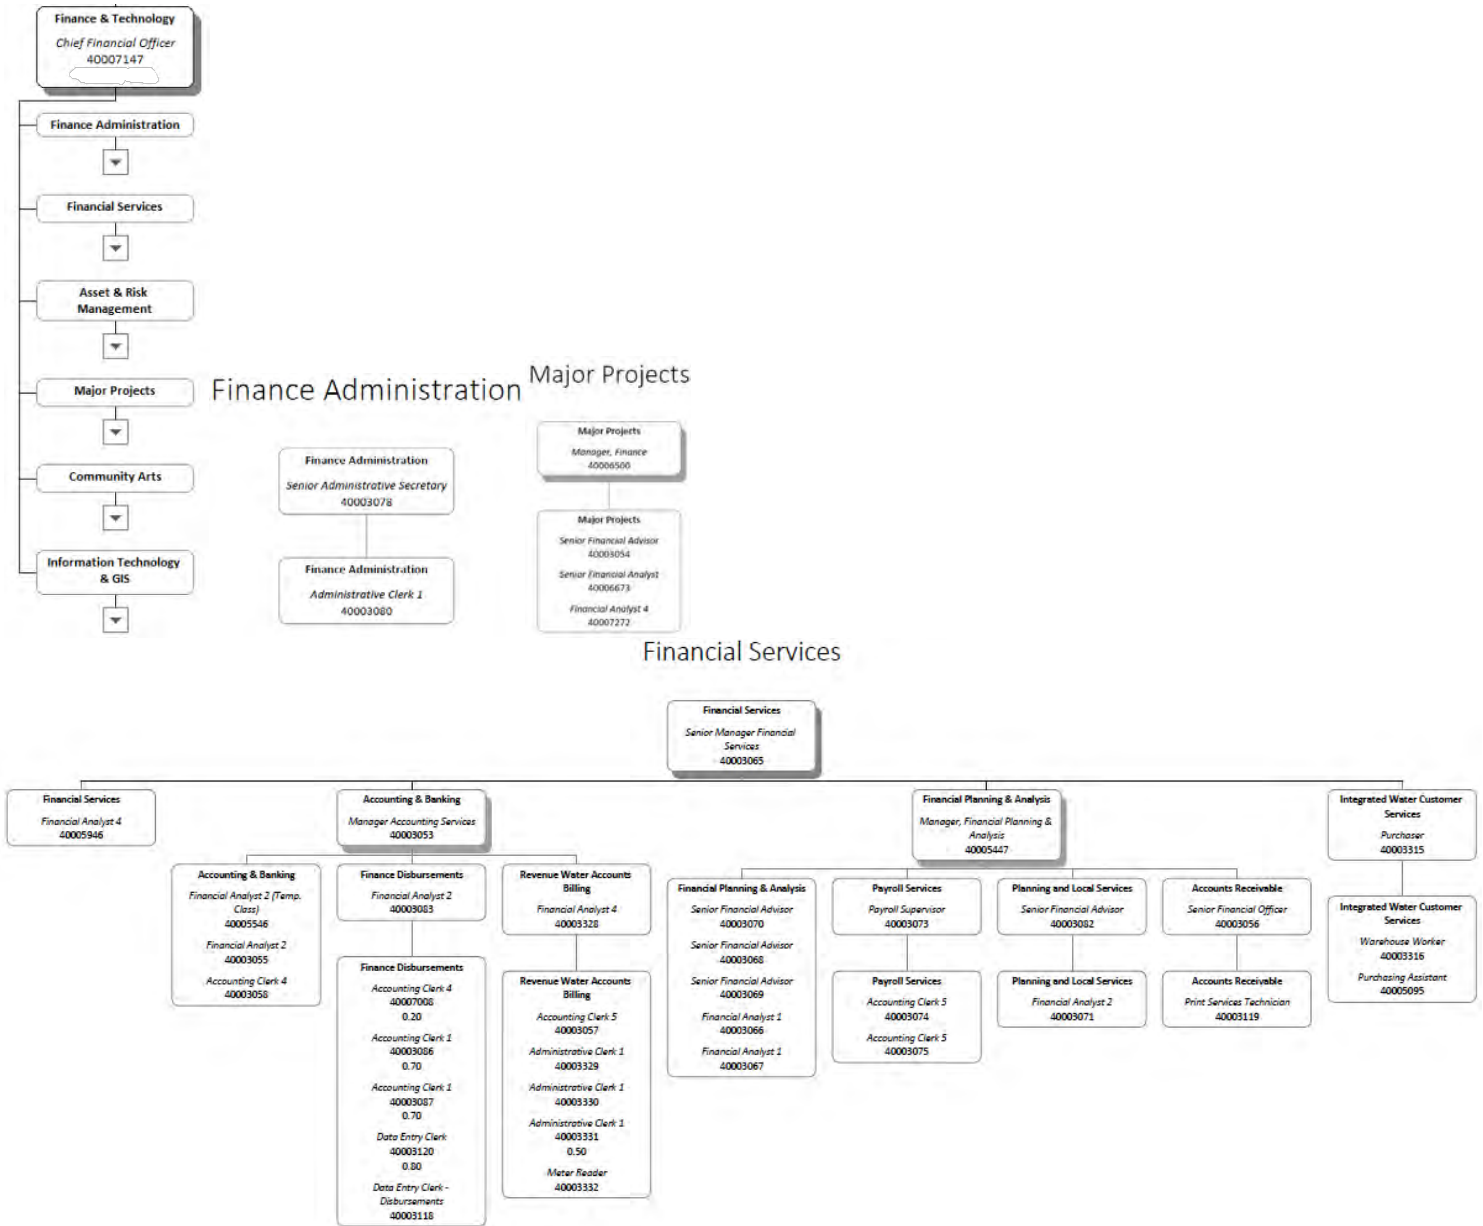 Finance & Technology
Chief Financial Officer
40007147
Finance Administration
Financial Services
Asset & Risk
Management
Major Projects
Community Arts
Information Technology
& GIS
Finance Administration
Finance Administration
Senior Administrative Secretary
40003078
Finance Administration
Administrative Clerk 1
40003080
Major Projects
Major Projects
Manager, Finance
40006500
Major Projects
Senior Financial Advisor
40003054
Senior Financial Analyst
40006673
Financial Analyst 4
40007272
Financial Services
Financial Services
Senior Manager Financial
Services
40003065
Financial Services
Financial Analyst 4
40005946
Accounting & Banking
Manager Accounting Services
40003053
Accounting & Banking
Financial Analyst 2 (Temp.
Class)
40005546
Financial Analyst 2
40003055
Accounting Clerk 4
40003058
Finance Disbursements
Financial Analyst 2
40003083
Finance Disbursements
Accounting Clerk 4
40007008
0.20
Accounting Clerk 1
40003086
0.70
Accounting Clerk 1
40003087
0.70
Data Entry Clerk
40003120
0.80
Data Entry Clerk -
Disbursements
40003118
Revenue Water Accounts
Billing
Financial Analyst 4
40003328
Revenue Water Accounts
Billing
Accounting Clerk 5
40003057
Administrative Clerk 1
40003329
Administrative Clerk 1
40003330
Administrative Clerk 1
40003331
0.50
Meter Reader
40003332
Financial Planning & Analysis
Manager, Financial Planning &
Analysis
40005447
Financial Planning & Analysis
Senior Financial Advisor
40003070
Senior Financial Advisor
40003068
Senior Financial Advisor
40003069
Financial Analyst 1
40003066
Financial Analyst 1
40003067
Payroll Services
Payroll Supervisor
40003073
Payroll Services
Accounting Clerk 5
40003074
Accounting Clerk 5
40003075
Planning and Local Services
Senior Financial Advisor
40003082
Planning and Local Services
Financial Analyst 2
40003071
Accounts Receivable
Senior Financial Officer
40003056
Accounts Receivable
Print Services Technician
40003119
Integrated Water Customer
Services
Purchaser
40003315
Integrated Water Customer
Services
Warehouse Worker
40003316
Purchasing Assistant
40005095